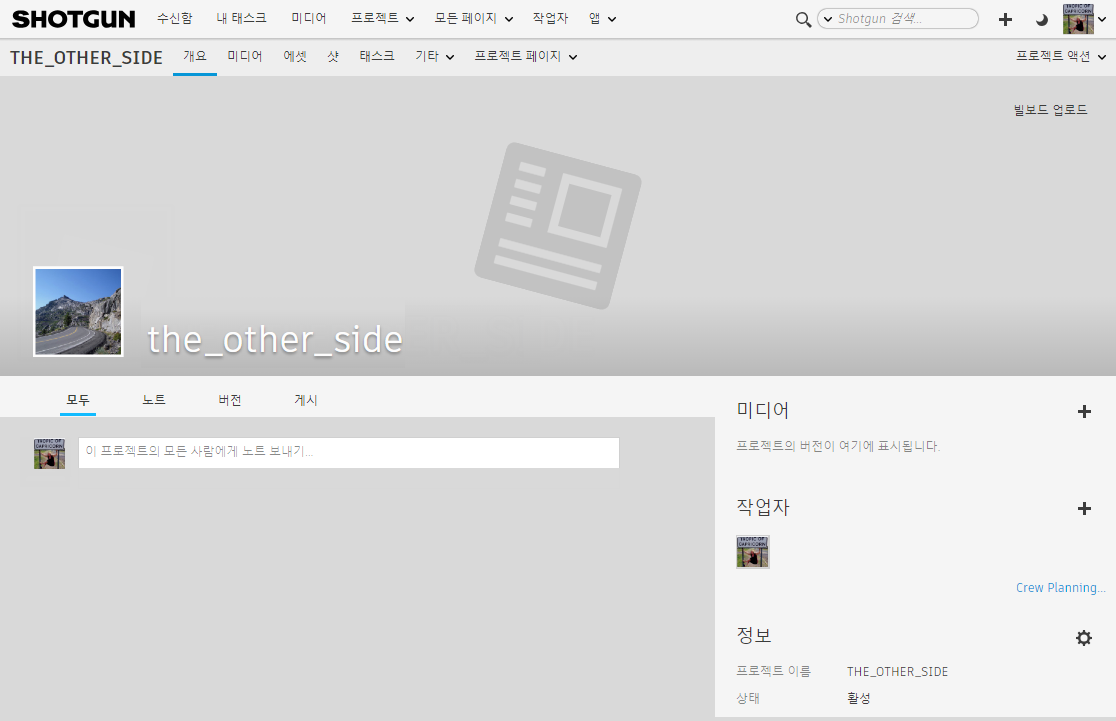 SHOTGUN 수신함 내 태스크 미디어 프로젝트 모든 페이지 작업자 앱 Shotgun 검색...
THE_OTHER_SIDE 개요 미디어 에셋 샷 태스크 기타 프로젝트 페이지 프로젝트 액션
빌보드 업로드
the_other_side
모두 노트 버전 게시
이 프로젝트의 모든 사람에게 노트 보내기...
미디어
프로젝트의 버전이 여기에 표시됩니다.
작업자
TROPIC OF
CAPRICORN
Crew Planning...
정보
프로젝트 이름 THE_OTHER_SIDE
상태 활성